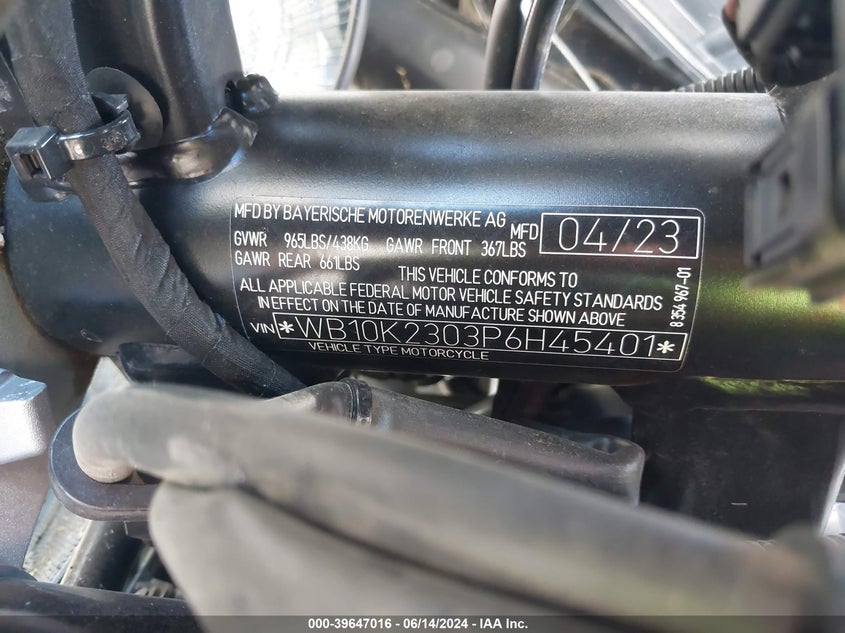 MFD BY BAYERISCHE MOTORENWERKE AG MFD 04/23
GVWR 965LBS/438KG GAWR FRONT 367LBS
GAWR REAR 661LBS
THIS VEHICLE CONFORMS TO
ALL APPLICABLE FEDERAL MOTOR VEHICLE SAFETY STANDARDS
IN EFFECT ON THE DATE OF MANUFACTURE SHOWN ABOVE
VIN *WB10K2303P6H45401*
VEHICLE TYPE MOTORCYCLE
8 354 967-01
000-39647016 - 06/14/2024 - IAA Inc.